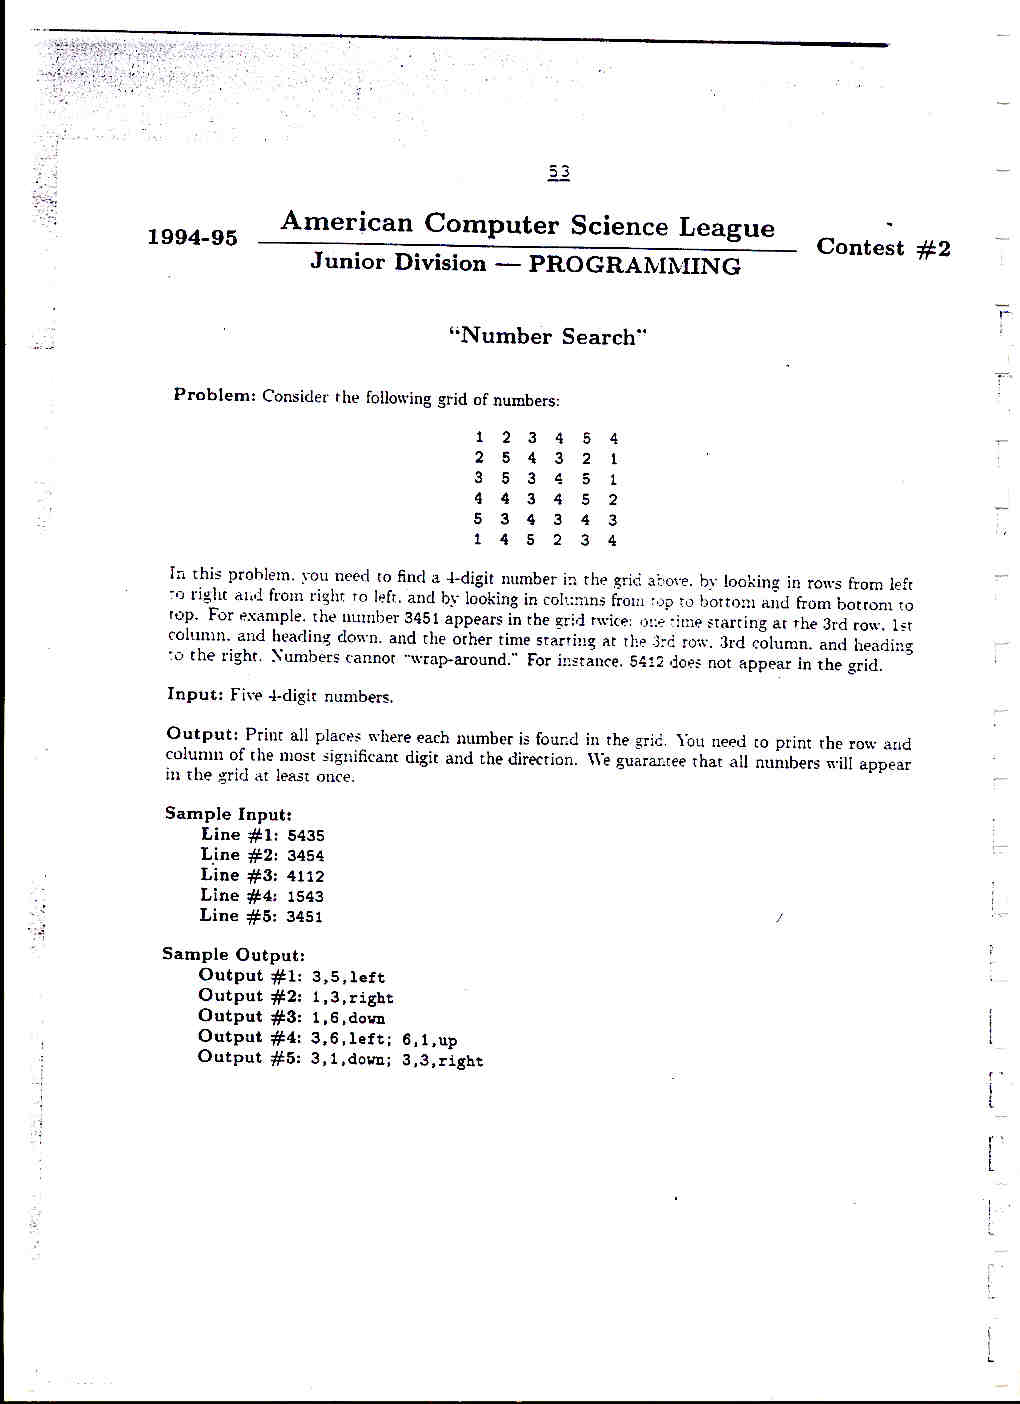 53
1994-95 American Computer Science League Contest #2
Junior Division — PROGRAMMING
“Number Search”
Problem: Consider the following grid of numbers:
1 2 3 4 5 4
2 5 4 3 2 1
3 5 3 4 5 1
4 4 3 4 5 2
5 3 4 3 4 3
1 4 5 2 3 4
In this problem, you need to find a 4-digit number in the grid above, by looking in rows from left
to right and from right to left, and by looking in columns from top to bottom and from bottom to
top. For example, the number 3451 appears in the grid twice: one time starting at the 3rd row, 1st
column, and heading down, and the other time starting at the 3rd row, 3rd column, and heading
to the right. Numbers cannot “wrap-around.” For instance, 5412 does not appear in the grid.
Input: Five 4-digit numbers.
Output: Print all places where each number is found in the grid. You need to print the row and
column of the most significant digit and the direction. We guarantee that all numbers will appear
in the grid at least once.
Sample Input:
Line #1: 5435
Line #2: 3454
Line #3: 4112
Line #4: 1543
Line #5: 3451
Sample Output:
Output #1: 3,5,left
Output #2: 1,3,right
Output #3: 1,6,down
Output #4: 3,6,left; 6,1,up
Output #5: 3,1,down; 3,3,right